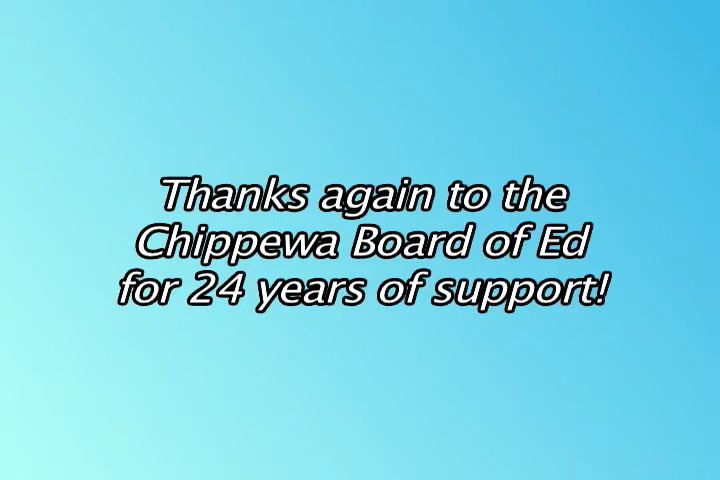 Thanks again to the
Chippewa Board of Ed
for 24 years of support!